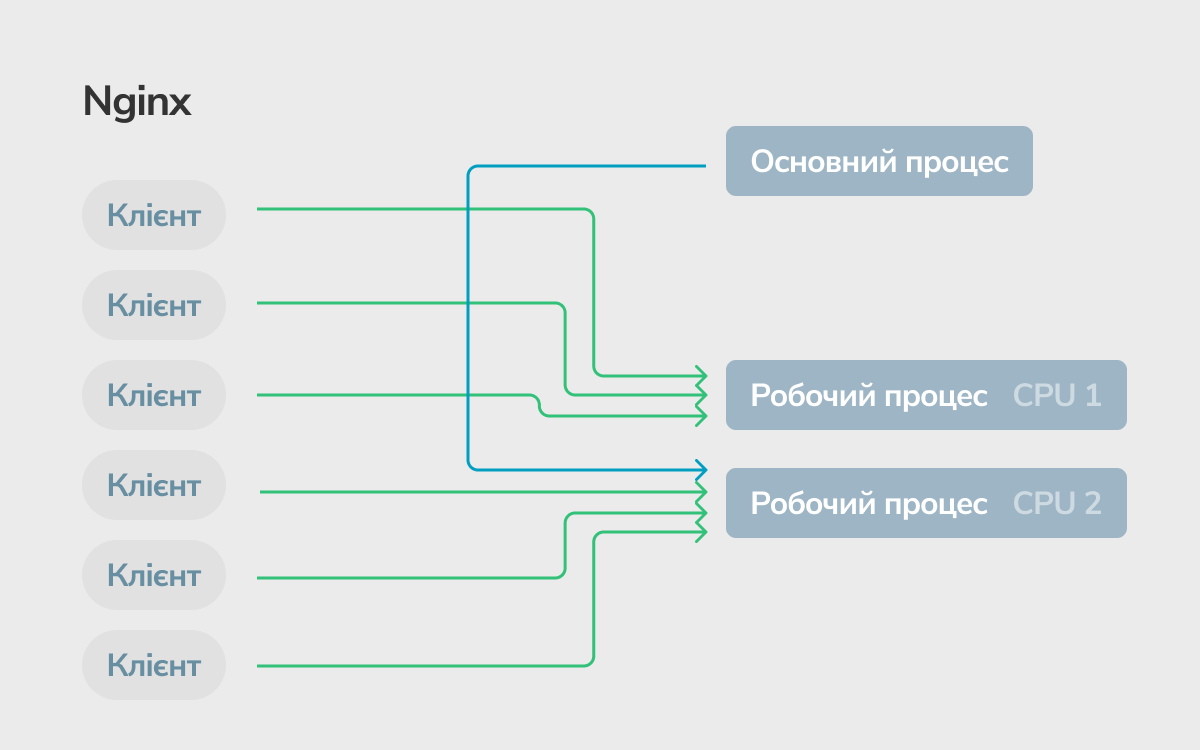 Nginx
Основний процес
Клієнт
Клієнт
Клієнт
Клієнт
Клієнт
Клієнт
Робочий процес CPU 1
Робочий процес CPU 2